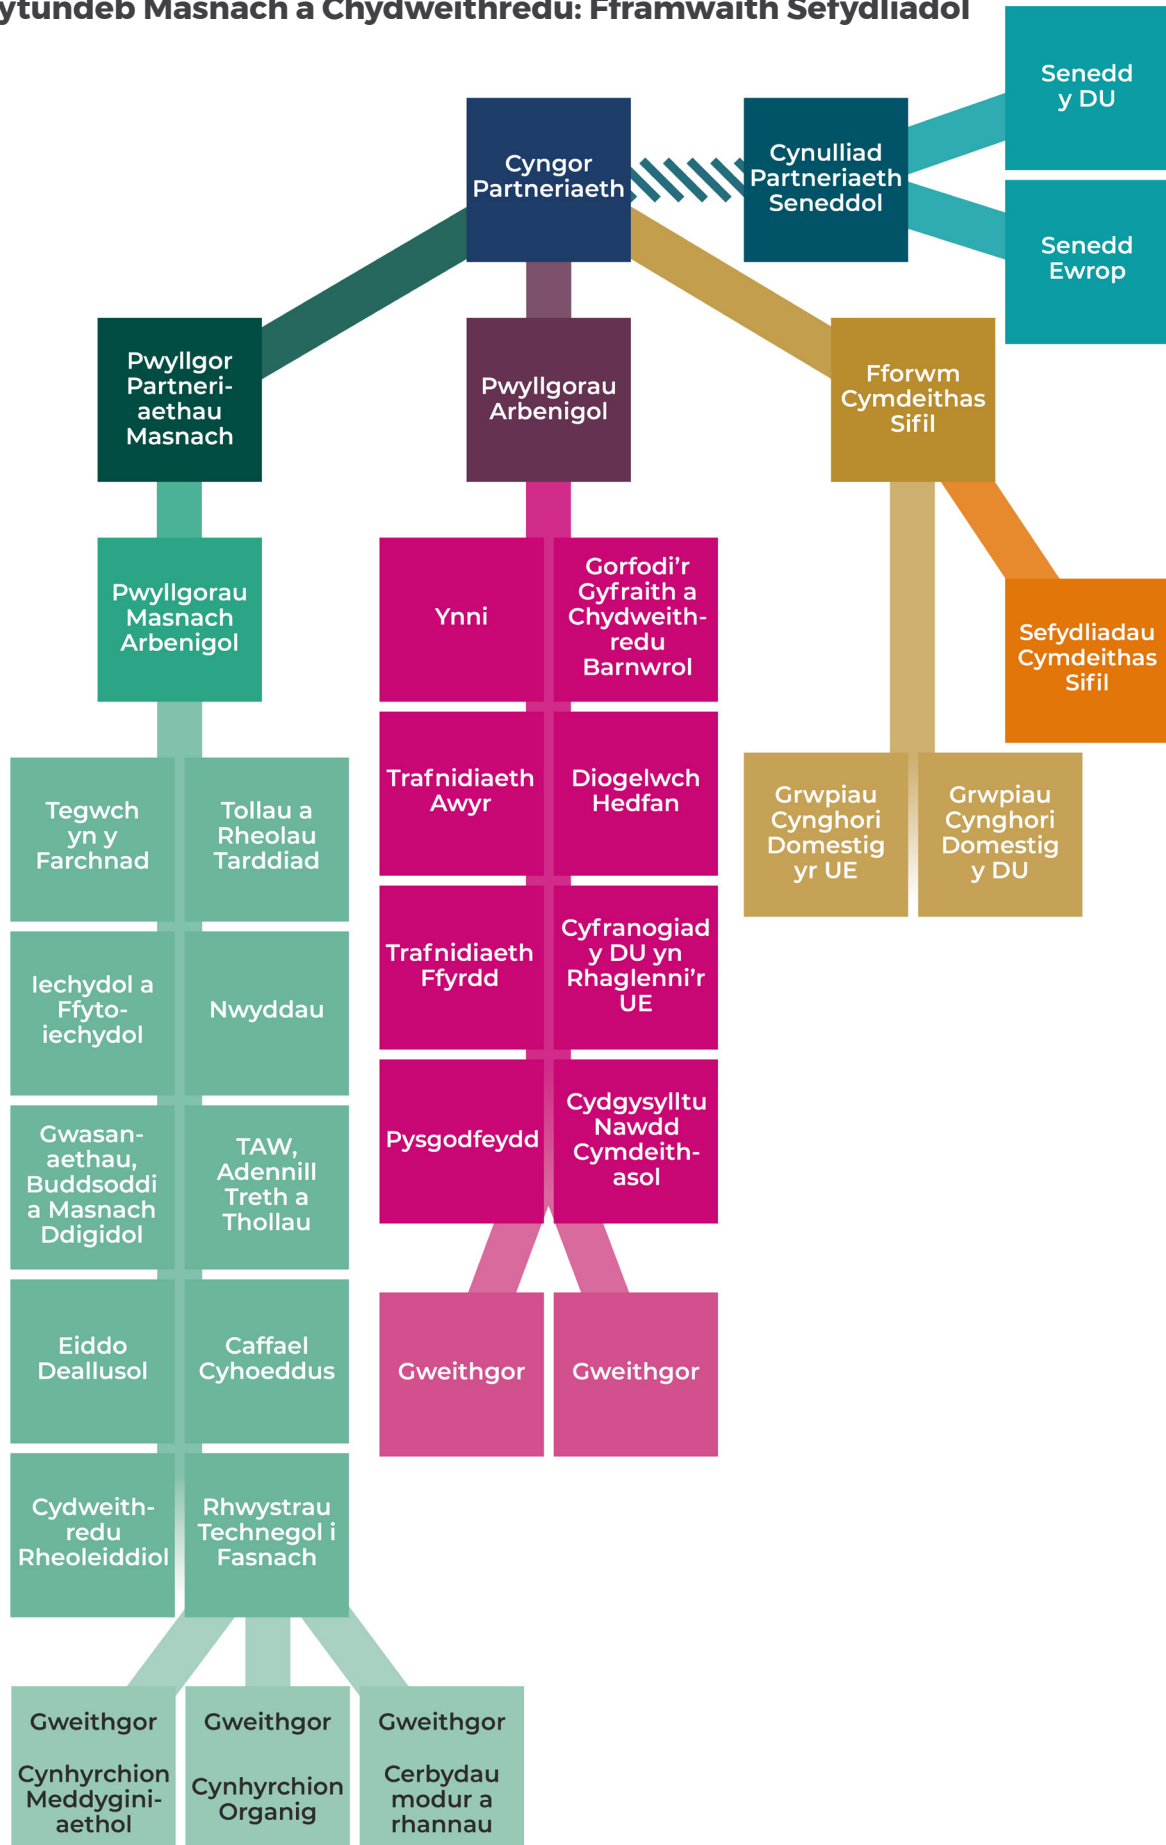 Masnach a Chydweithredu: Fframwaith Sefydliadol
Senedd
y DU
Cyngor
Partneriaeth
Cynulliad
Partneriaeth
Seneddol
Senedd
Ewrop
Pwyllgor
Partneri-
aethau
Masnach
Pwyllgorau
Arbenigol
Fforwm
Cymdeithas
Sifil
Pwyllgorau
Masnach
Arbenigol
Ynni
Gorfodi’r
Gyfraith a
Chydweith-
redu
Barnwrol
Sefydliadau
Cymdeithas
Sifil
Trafnidiaeth
Awyr
Diogelwch
Hedfan
Grwpiau
Cynghori
Domestig
yr UE
Grwpiau
Cynghori
Domestig
y DU
Tegwch
yn y
Farchnad
Tollau a
Rheolau
Tarddiad
Trafnidiaeth
Ffyrdd
Cyfranogiad
y DU yn
Rhaglenni’r
UE
Iechydol a
Ffyto-
iechydol
Nwyddau
Pysgodfeydd
Cydgysylltu
Nawdd
Cymdeith-
asol
Gwasan-
aethau,
Buddsoddi
a Masnach
Ddigidol
TAW,
Adennill
Treth a
Thollau
Gweithgor
Gweithgor
Eiddo
Deallusol
Caffael
Cyhoeddus
Cydweith-
redu
Rheoleiddiol
Rhwystrau
Technegol i
Fasnach
Gweithgor
Cynhyrchion
Meddygini-
aethol
Gweithgor
Cynhyrchion
Organig
Gweithgor
Cerbydau
modur a
rhannau